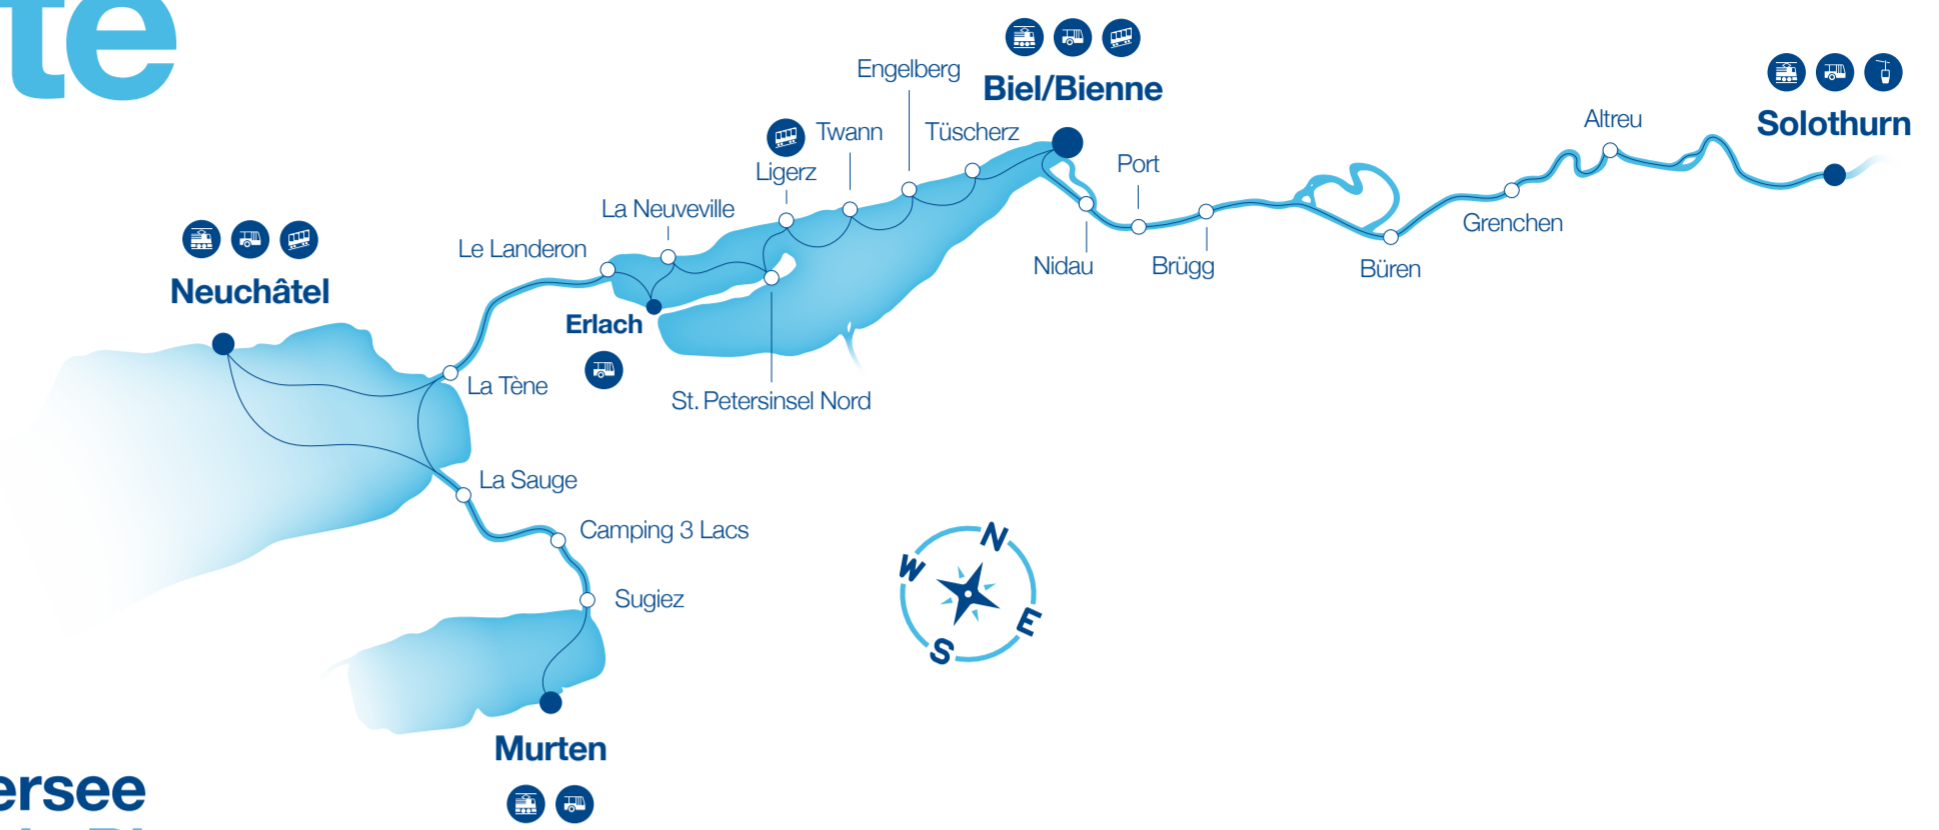 te
Engelberg
Biel/Bienne
Solothurn
Altreu
Twann
Tüscherz
Port
Ligerz
La Neuveville
Grenchen
Le Landeron
Nidau
Brügg
Büren
Neuchâtel
Erlach
La Tène
St. Petersinsel Nord
La Sauge
Camping 3 Lacs
N
W
E
S
Sugiez
Murten
ersee